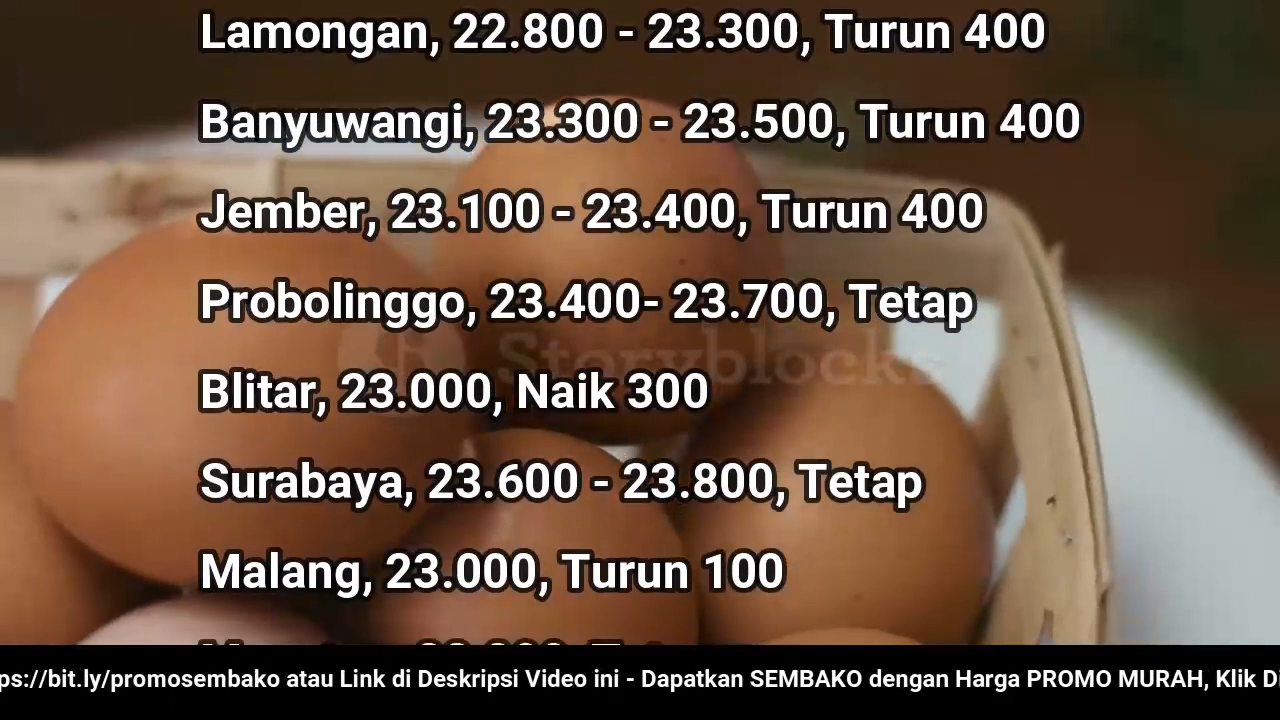 Lamongan, 22.800 - 23.300, Turun 400
Banyuwangi, 23.300 - 23.500, Turun 400
Jember, 23.100 - 23.400, Turun 400
Probolinggo, 23.400- 23.700, Tetap
Storyblocks
Blitar, 23.000, Naik 300
Surabaya, 23.600 - 23.800, Tetap
Malang, 23.000, Turun 100
ps://bit.ly/promosembako atau Link di Deskripsi Video ini - Dapatkan SEMBAKO dengan Harga PROMO MURAH, Klik D